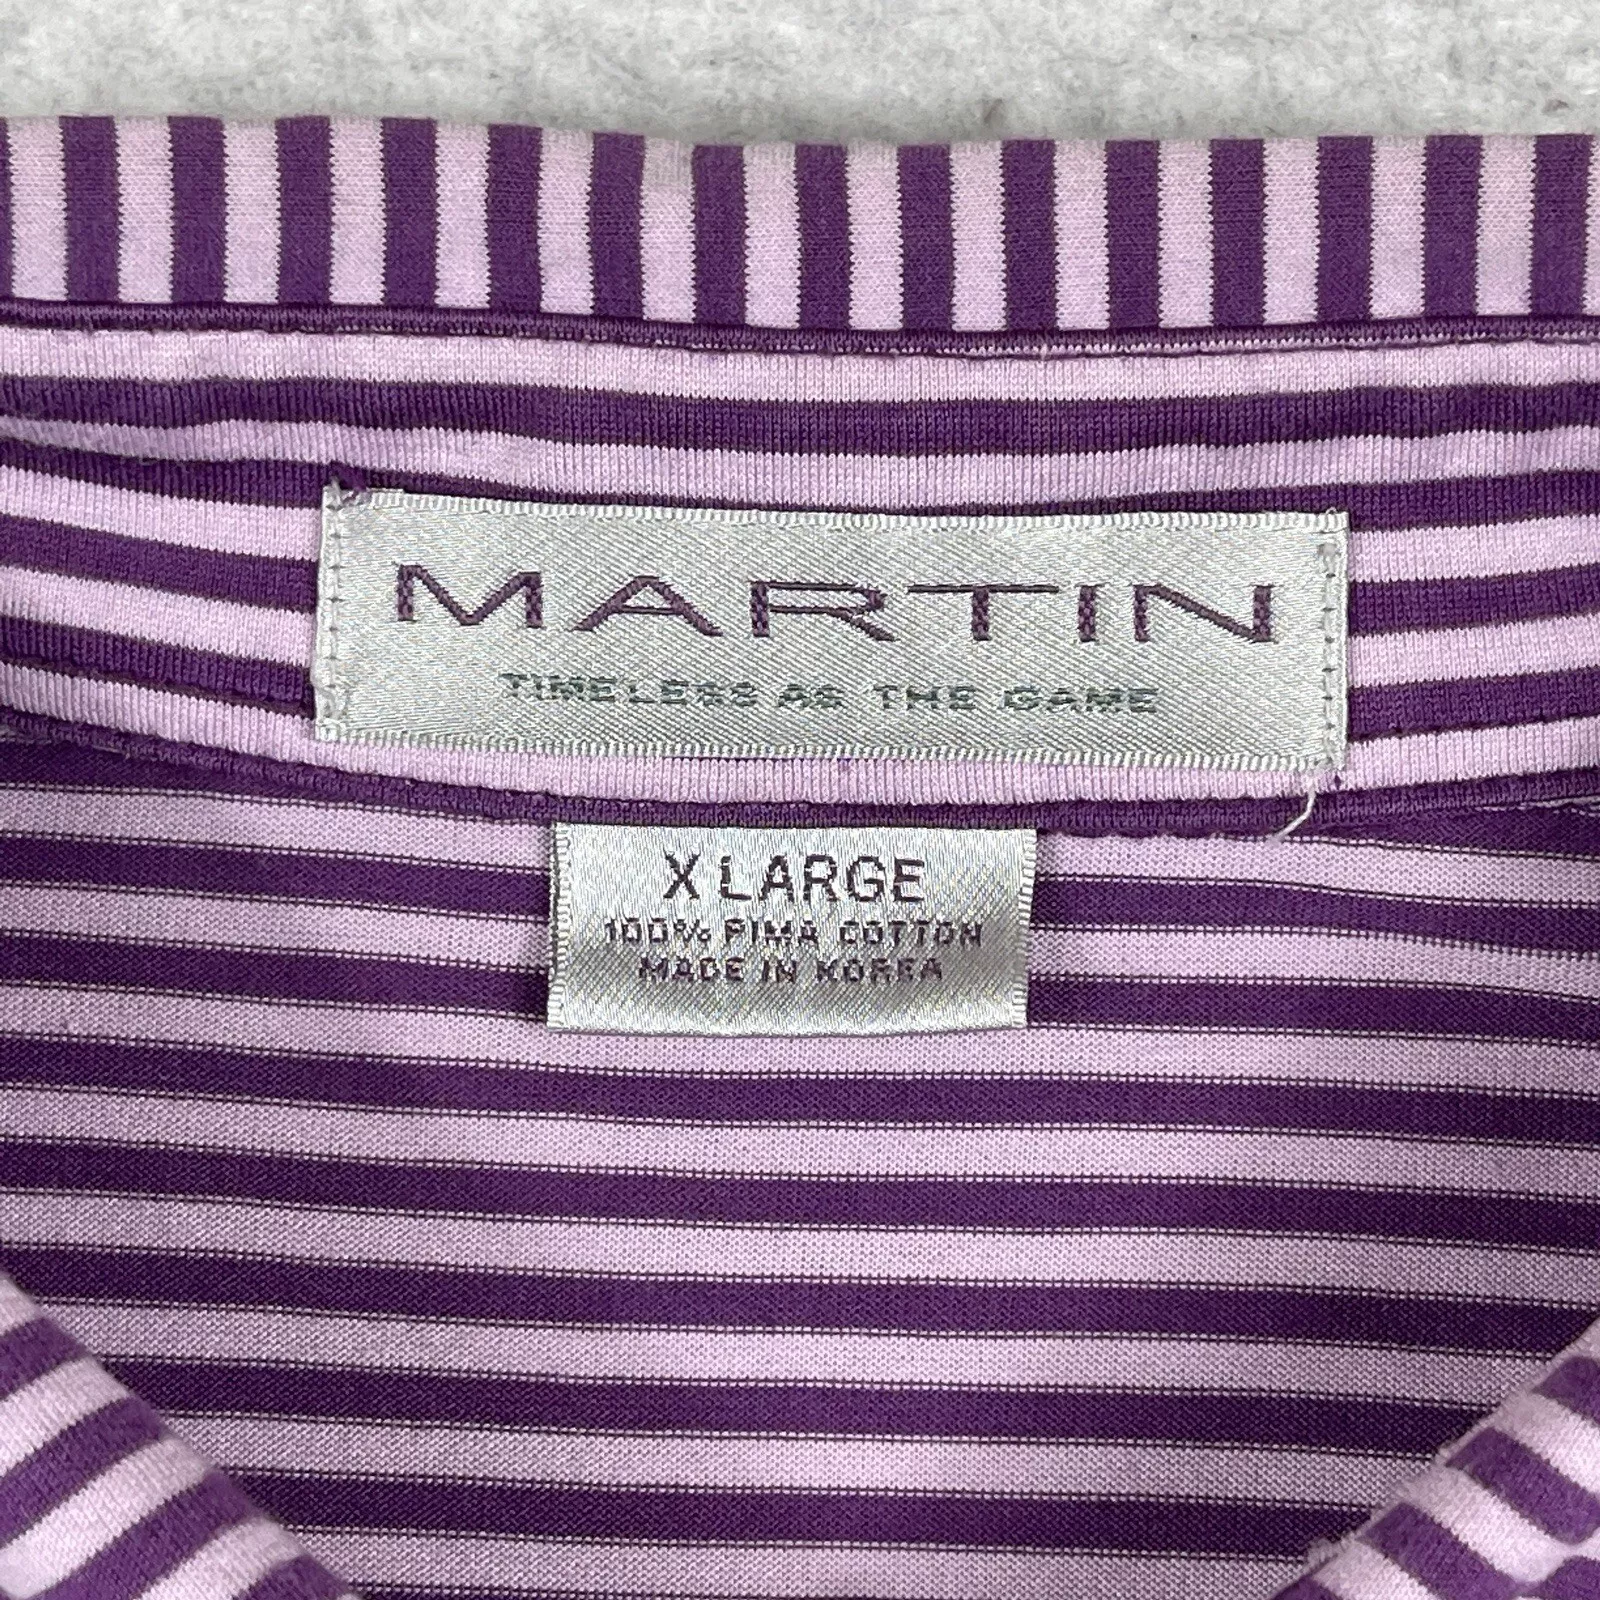 MARTIN
TIMELESS AS THE GAME
X LARGE
100% PIMA COTTON
MADE IN KOREA